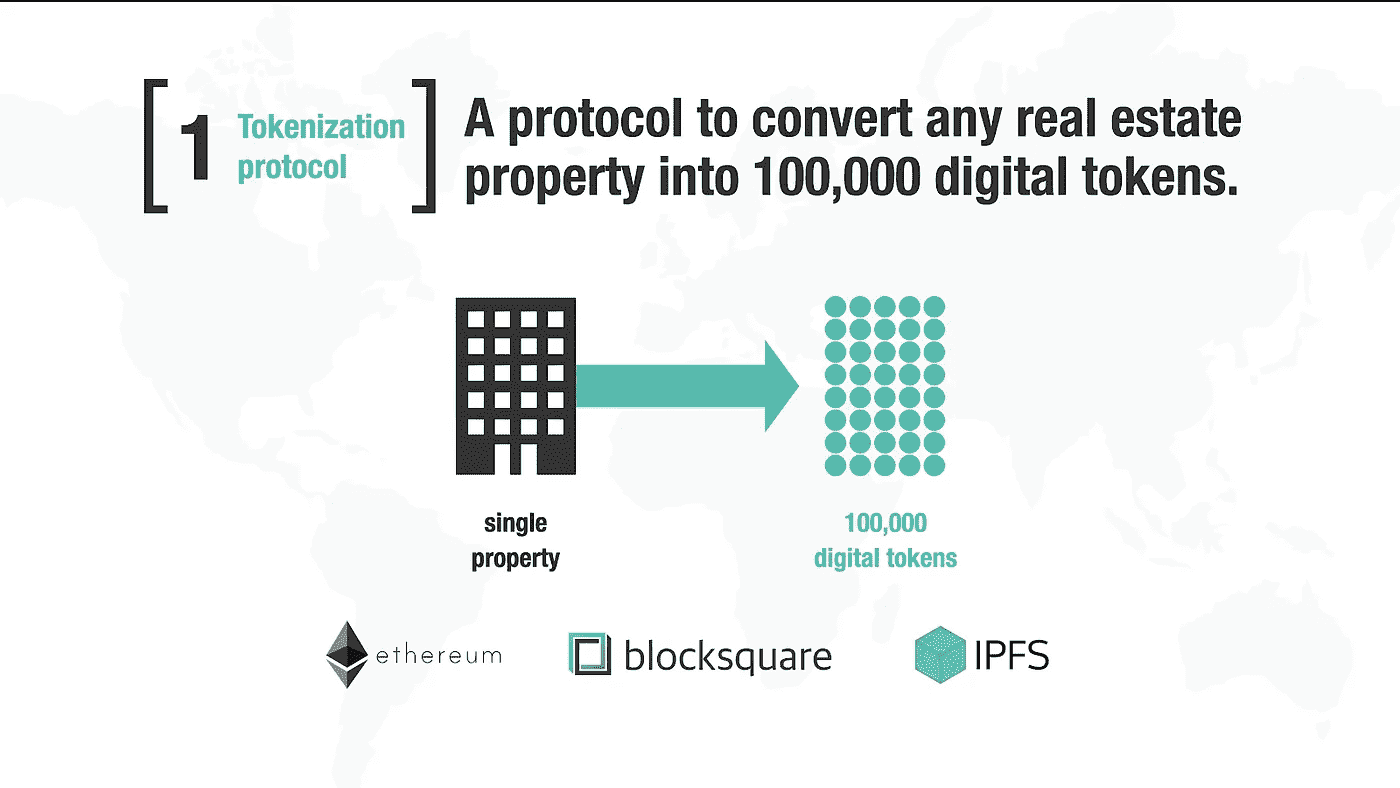 1 Tokenization
protocol
A protocol to convert any real estate
property into 100,000 digital tokens.
single
property
100,000
digital tokens
ethereum
blocksquare
IPFS